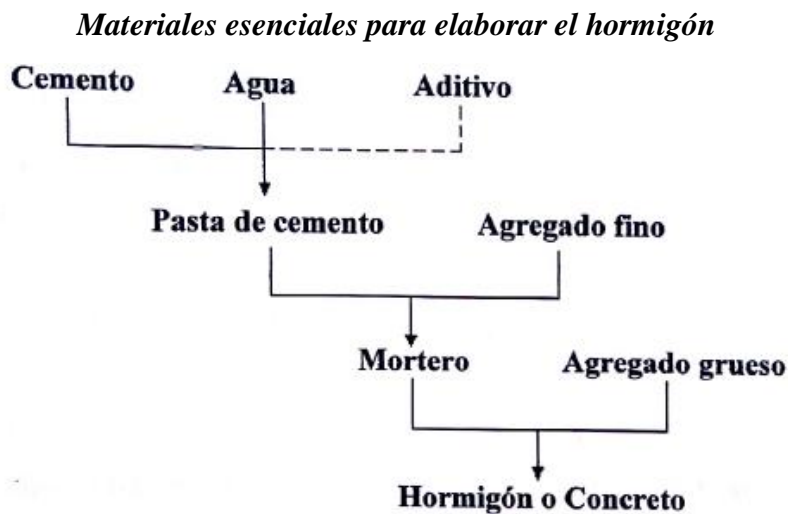 Materiales esenciales para elaborar el hormigón
Cemento Agua Aditivo
Pasta de cemento Agregado fino
Mortero Agregado grueso
Hormigón o Concreto